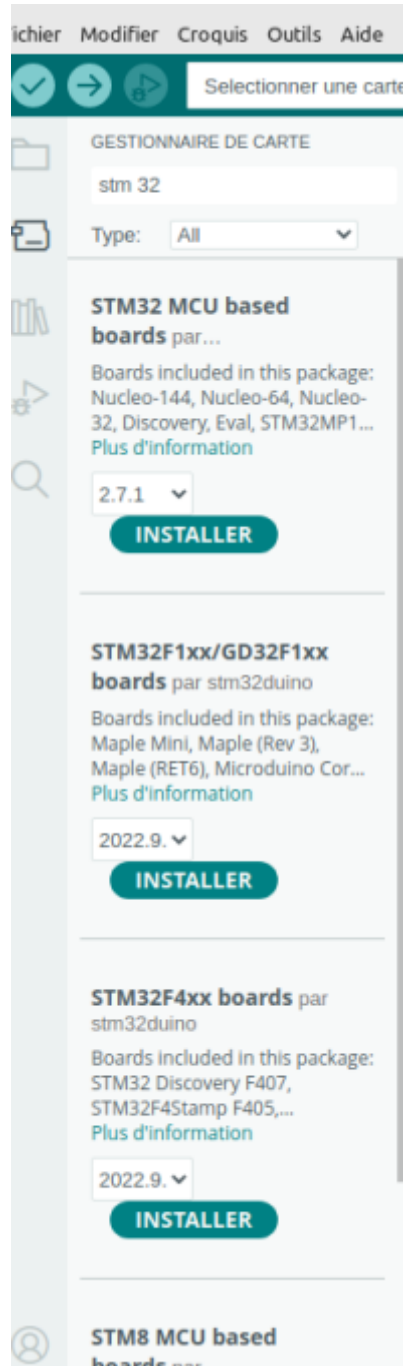 ichier Modifier Croquis Outils Aide
Selectionner une carte
GESTIONNAIRE DE CARTE
stm 32
Type: All
STM32 MCU based
boards par...
Boards included in this package:
Nucleo-144, Nucleo-64, Nucleo-
32, Discovery, Eval, STM32MP1...
Plus d'information
2.7.1
INSTALLER
STM32F1xx/GD32F1xx
boards par stm32duino
Boards included in this package:
Maple Mini, Maple (Rev 3),
Maple (RET6), Microduino Cor...
Plus d'information
2022.9.
INSTALLER
STM32F4xx boards par
stm32duino
Boards included in this package:
STM32 Discovery F407,
STM32F4Stamp F405,...
Plus d'information
2022.9.
INSTALLER
STM8 MCU based
boards par